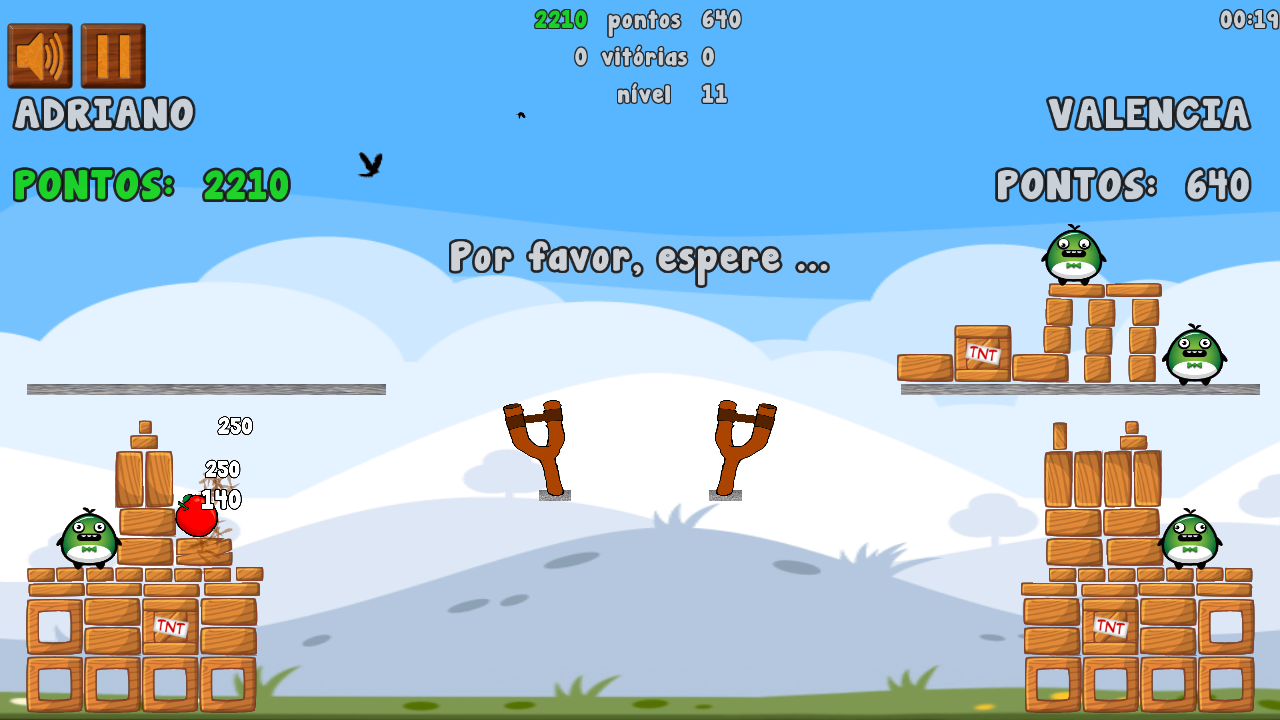 2210 pontos 640
00:19
0 vitórias 0
nível 11
ADRIANO
VALENCIA
PONTOS: 2210
PONTOS: 640
Por favor, espere ...
TNT
250
250
140
TNT
TNT